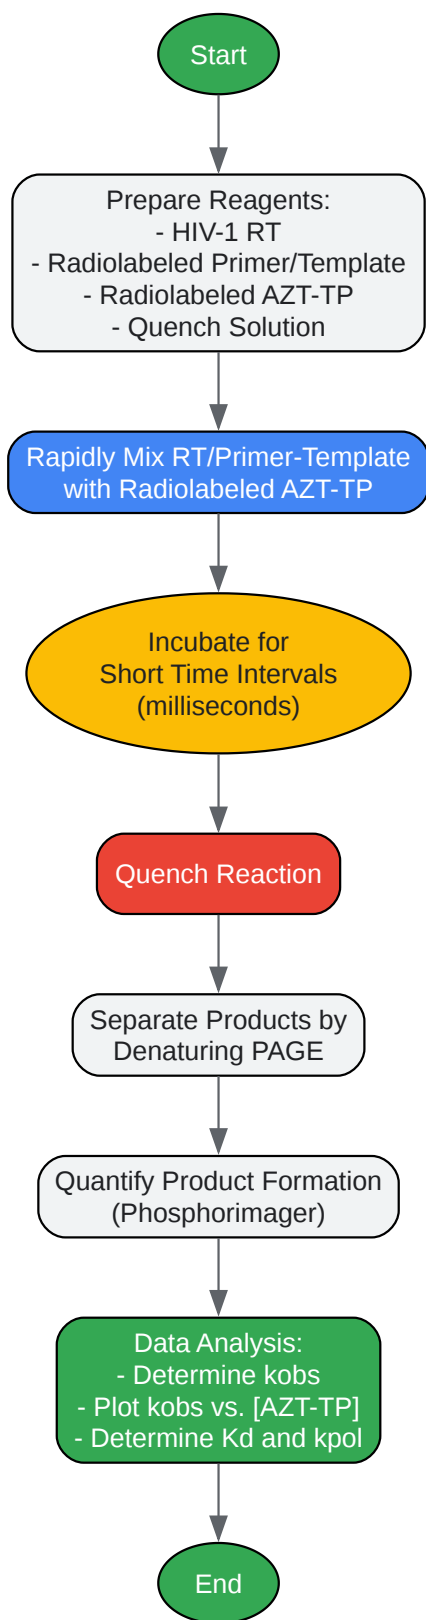 Start
Prepare Reagents:
- HIV-1 RT
- Radiolabeled Primer/Template
- Radiolabeled AZT-TP
- Quench Solution
Rapidly Mix RT/Primer-Template
with Radiolabeled AZT-TP
Incubate for
Short Time Intervals
(milliseconds)
Quench Reaction
Separate Products by
Denaturing PAGE
Quantify Product Formation
(Phosphorimager)
Data Analysis:
- Determine kobs
- Plot kobs vs. [AZT-TP]
- Determine Kd and kpol
End